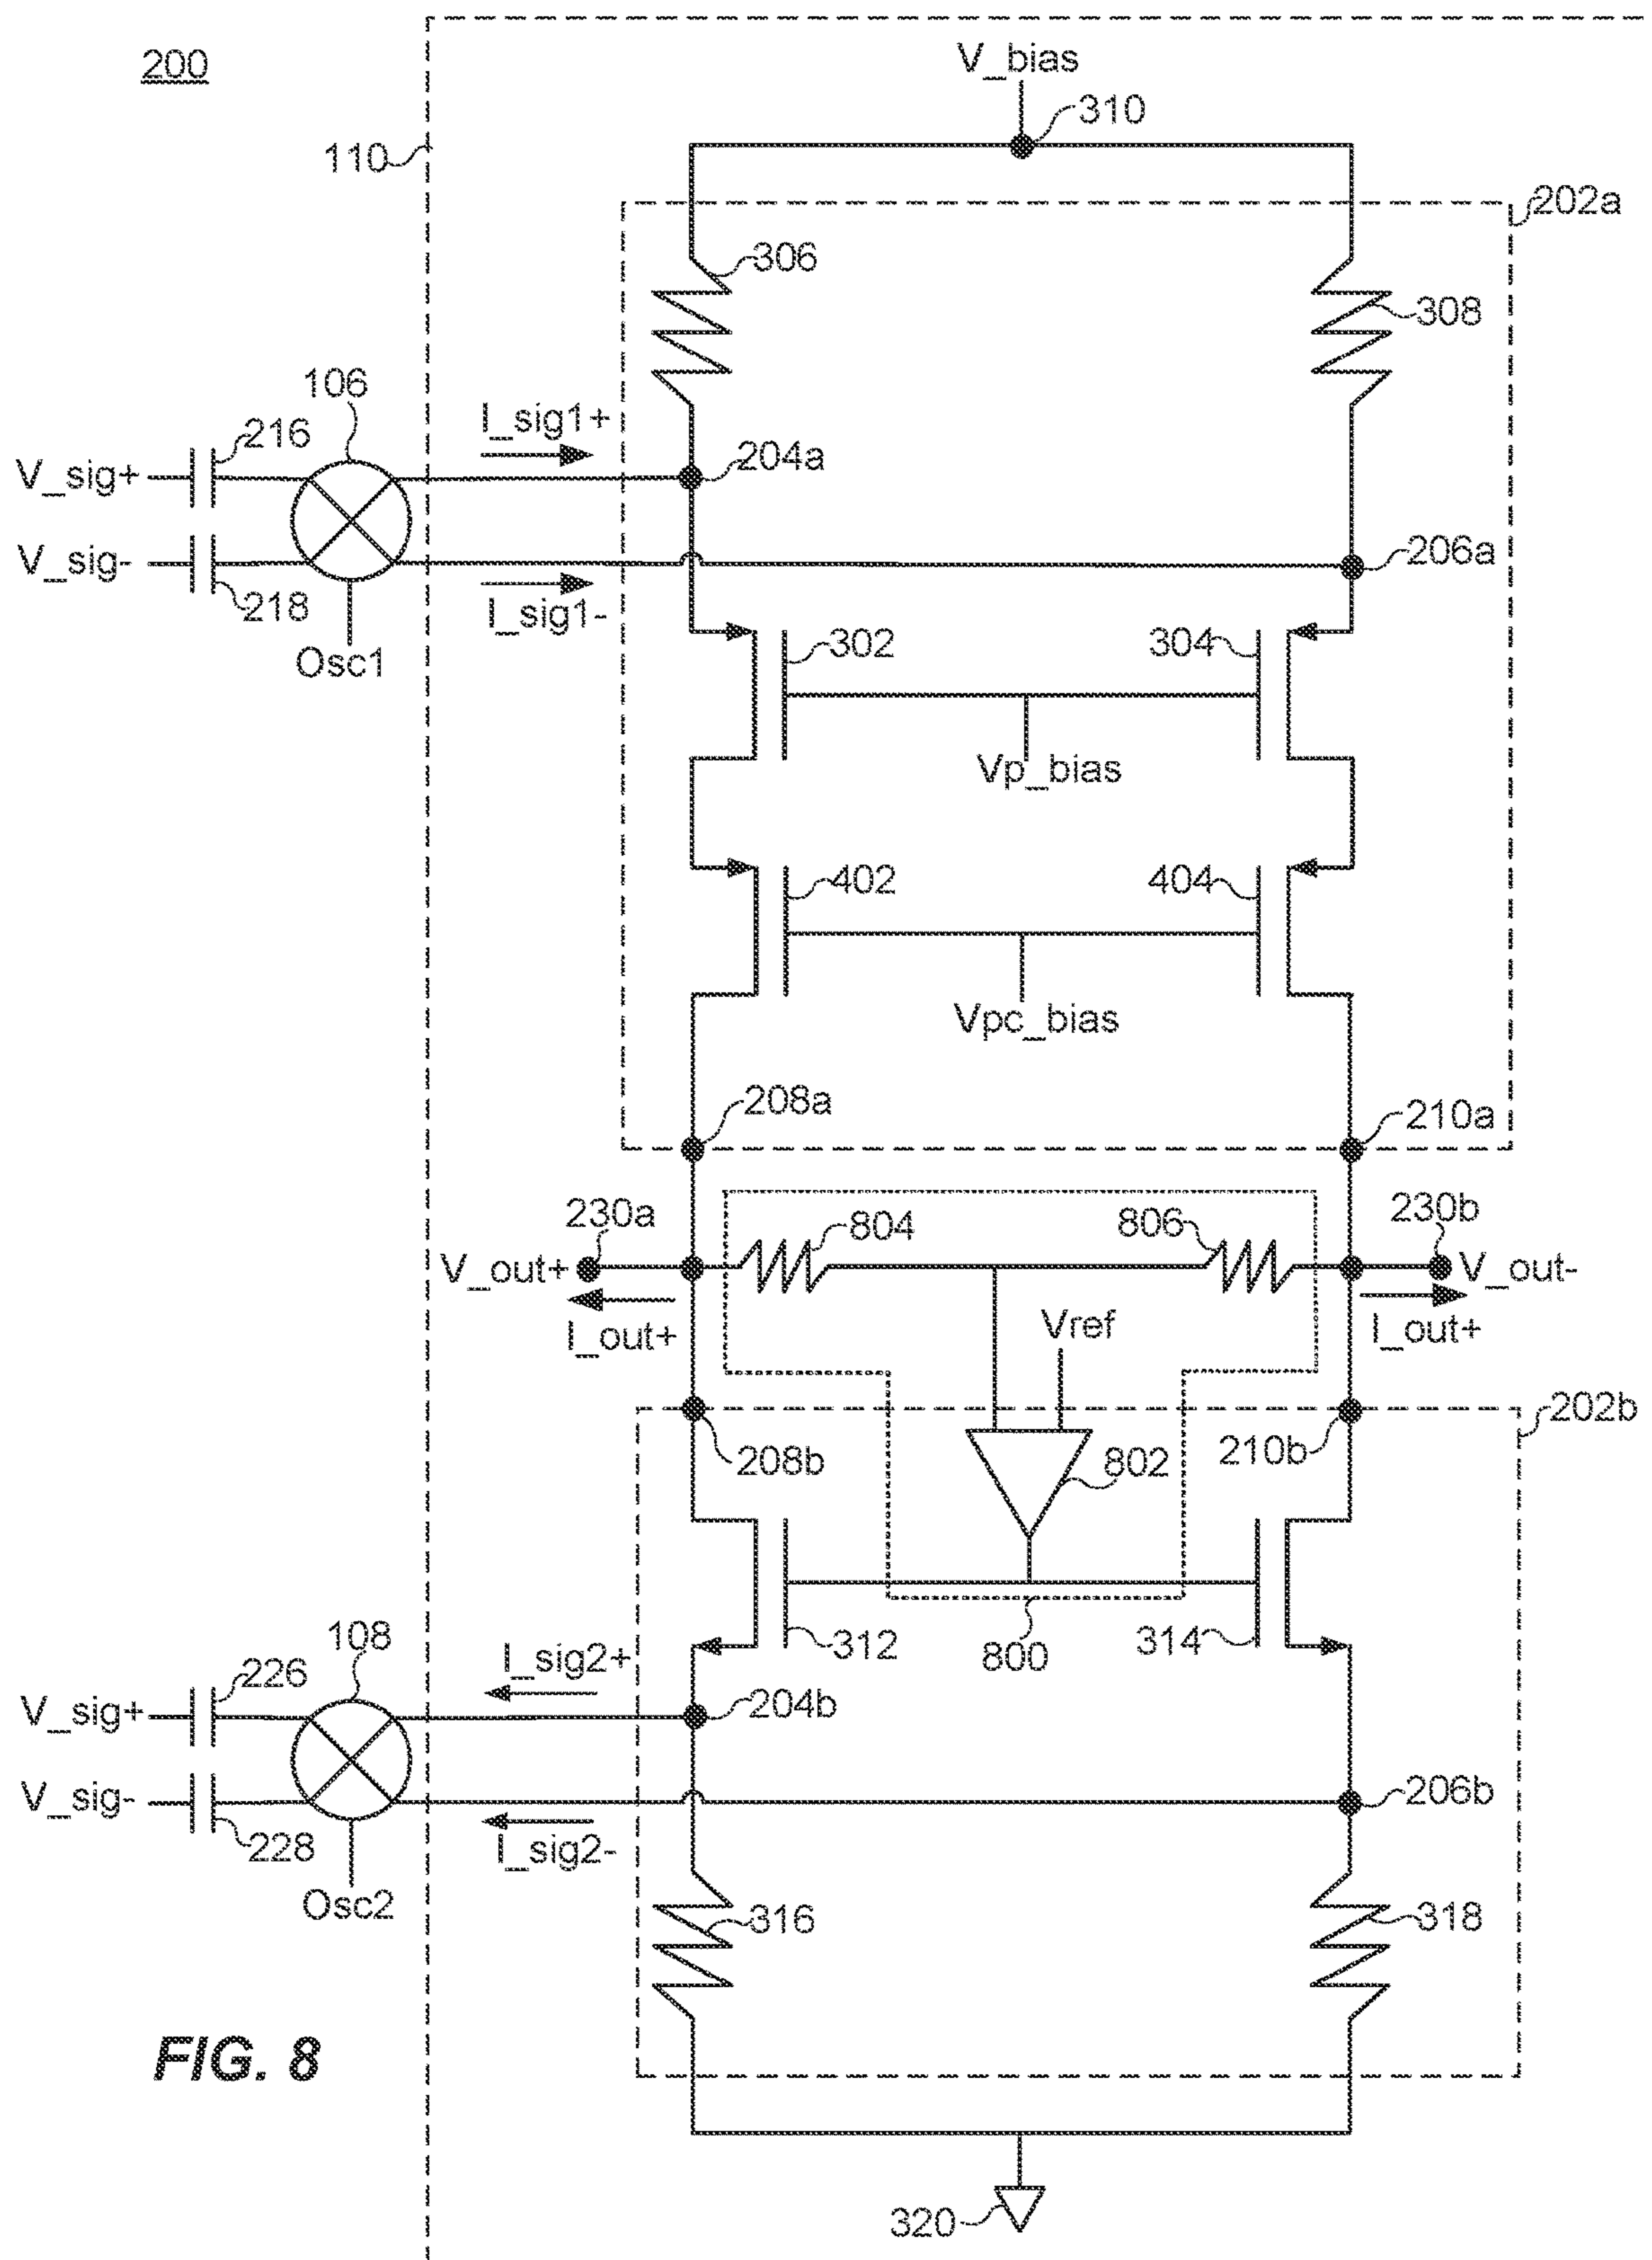 200
V_bias
310
110
202a
306
308
106
216
I_sig1+
V_sig+
204a
V_sig-
206a
218
I_sig1-
Osc1
302
304
Vp_bias
402
404
Vpc_bias
208a
210a
230a
804
806
230b
V_out+
V_out-
I_out+
Vref
I_out+
202b
208b
802
210b
312
800
314
108
226
I_sig2+
V_sig+
204b
V_sig-
206b
228
I_sig2-
Osc2
316
318
FIG. 8
320